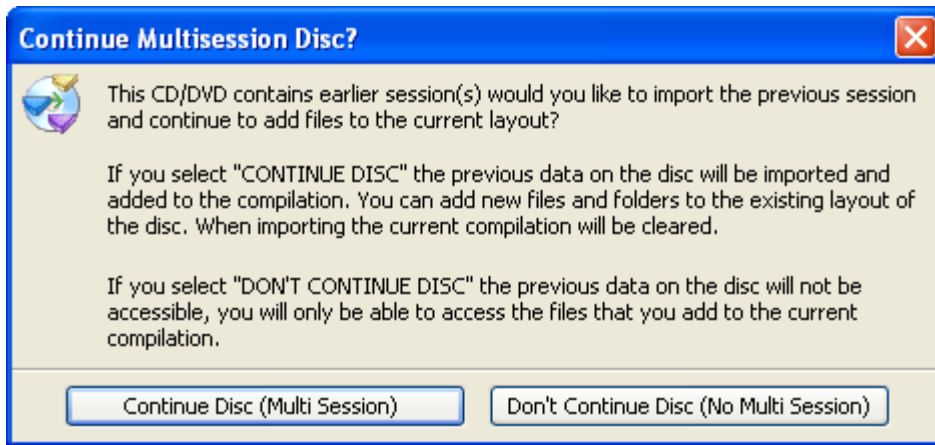 Continue Multisession Disc?
This CD/DVD contains earlier session(s) would you like to import the previous session
and continue to add files to the current layout?
If you select "CONTINUE DISC" the previous data on the disc will be imported and
added to the compilation. You can add new files and folders to the existing layout of
the disc. When importing the current compilation will be cleared.
If you select "DON'T CONTINUE DISC" the previous data on the disc will not be
accessible, you will only be able to access the files that you add to the current
compilation.
Continue Disc (Multi Session)
Don't Continue Disc (No Multi Session)